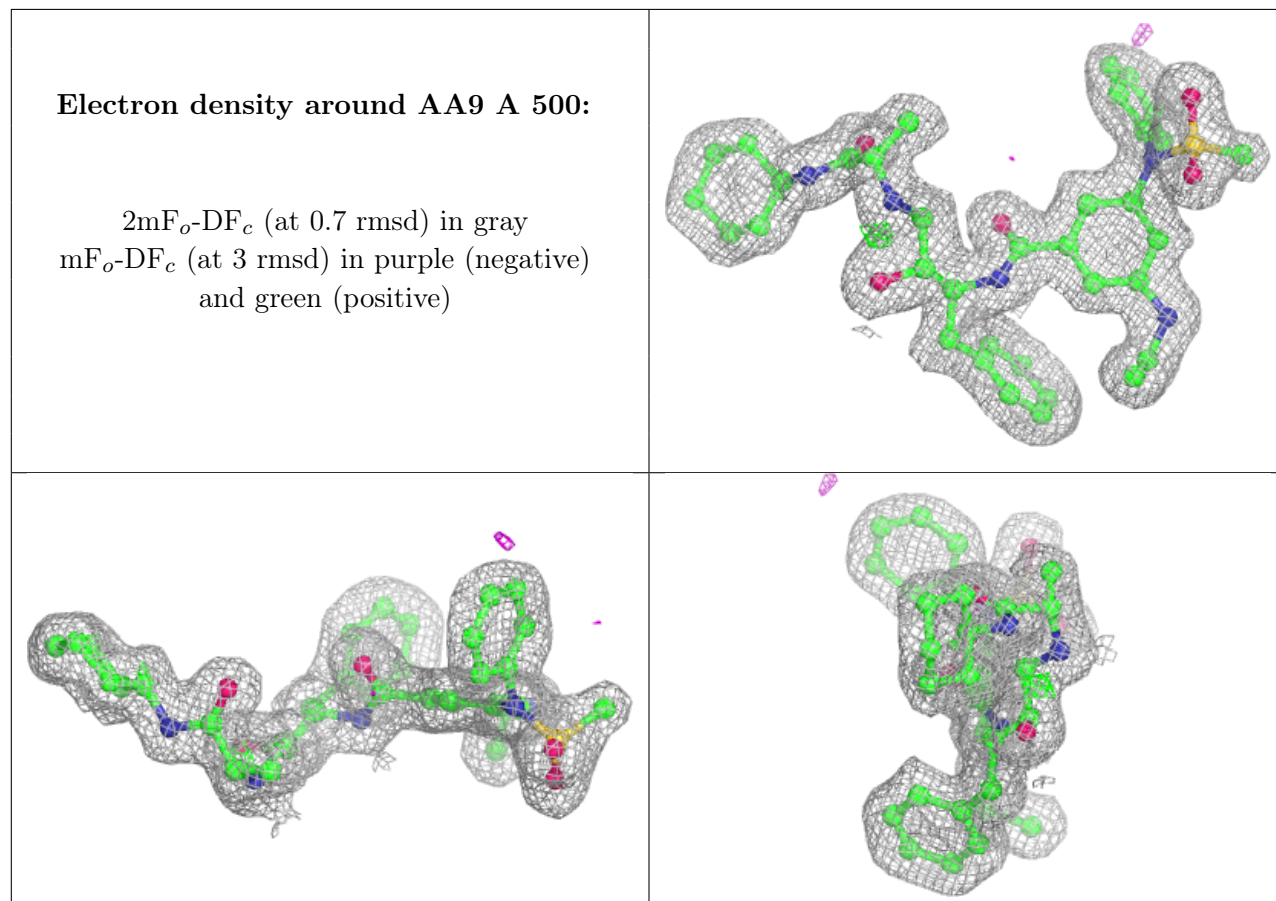 Electron density around AA9 A 500:
2mFo-DFc (at 0.7 rmsd) in gray
mFo-DFc (at 3 rmsd) in purple (negative)
and green (positive)